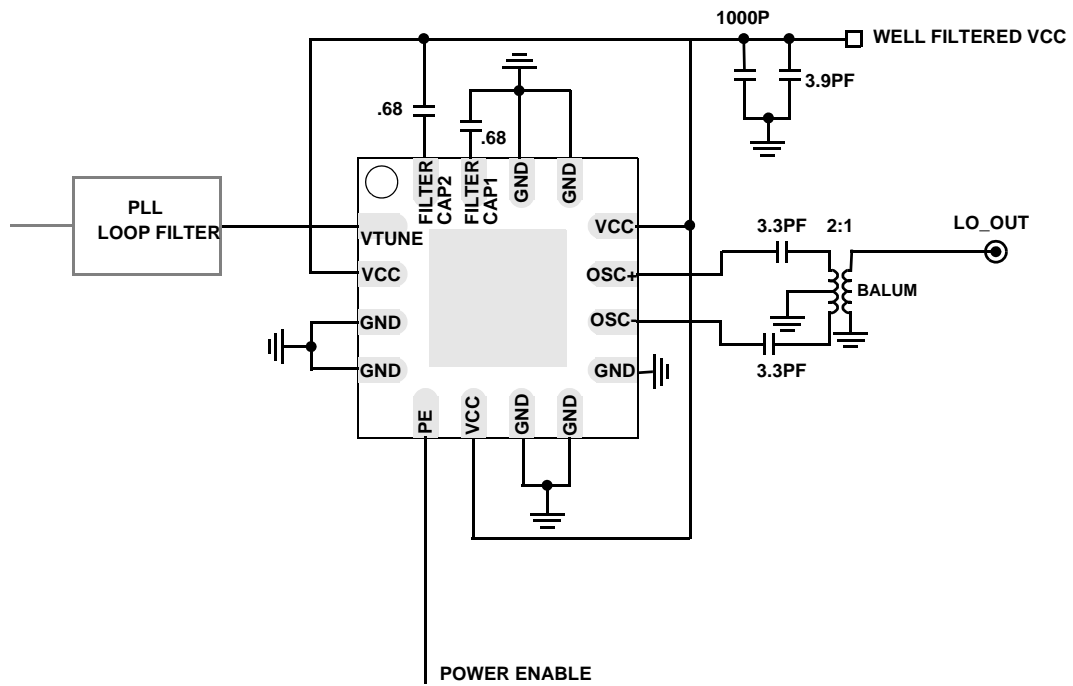 1000P
WELL FILTERED VCC
3.9PF
.68
.68
FILTER
CAP2
FILTER
CAP1
GND
GND
PLL
LOOP FILTER
VTUNE
VCC
GND
GND
VCC
OSC+
OSC-
GND
3.3PF
2:1
LO_OUT
BALUM
3.3PF
PE
VCC
GND
GND
POWER ENABLE